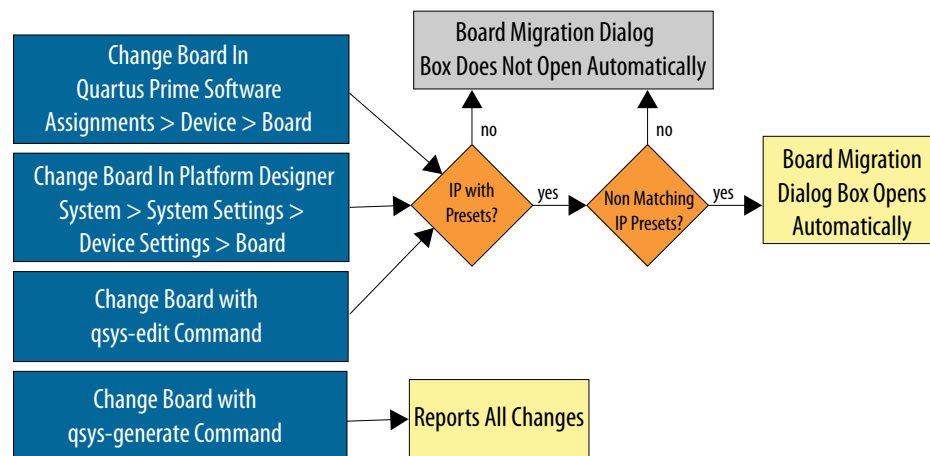 Change Board In
Quartus Prime Software
Assignments > Device > Board
Board Migration Dialog
Box Does Not Open Automatically
no
no
Change Board In Platform Designer
System > System Settings >
Device Settings > Board
IP with
Presets?
yes
Non Matching
IP Presets?
yes
Board Migration
Dialog Box Opens
Automatically
Change Board with
qsys-edit Command
Change Board with
qsys-generate Command
Reports All Changes